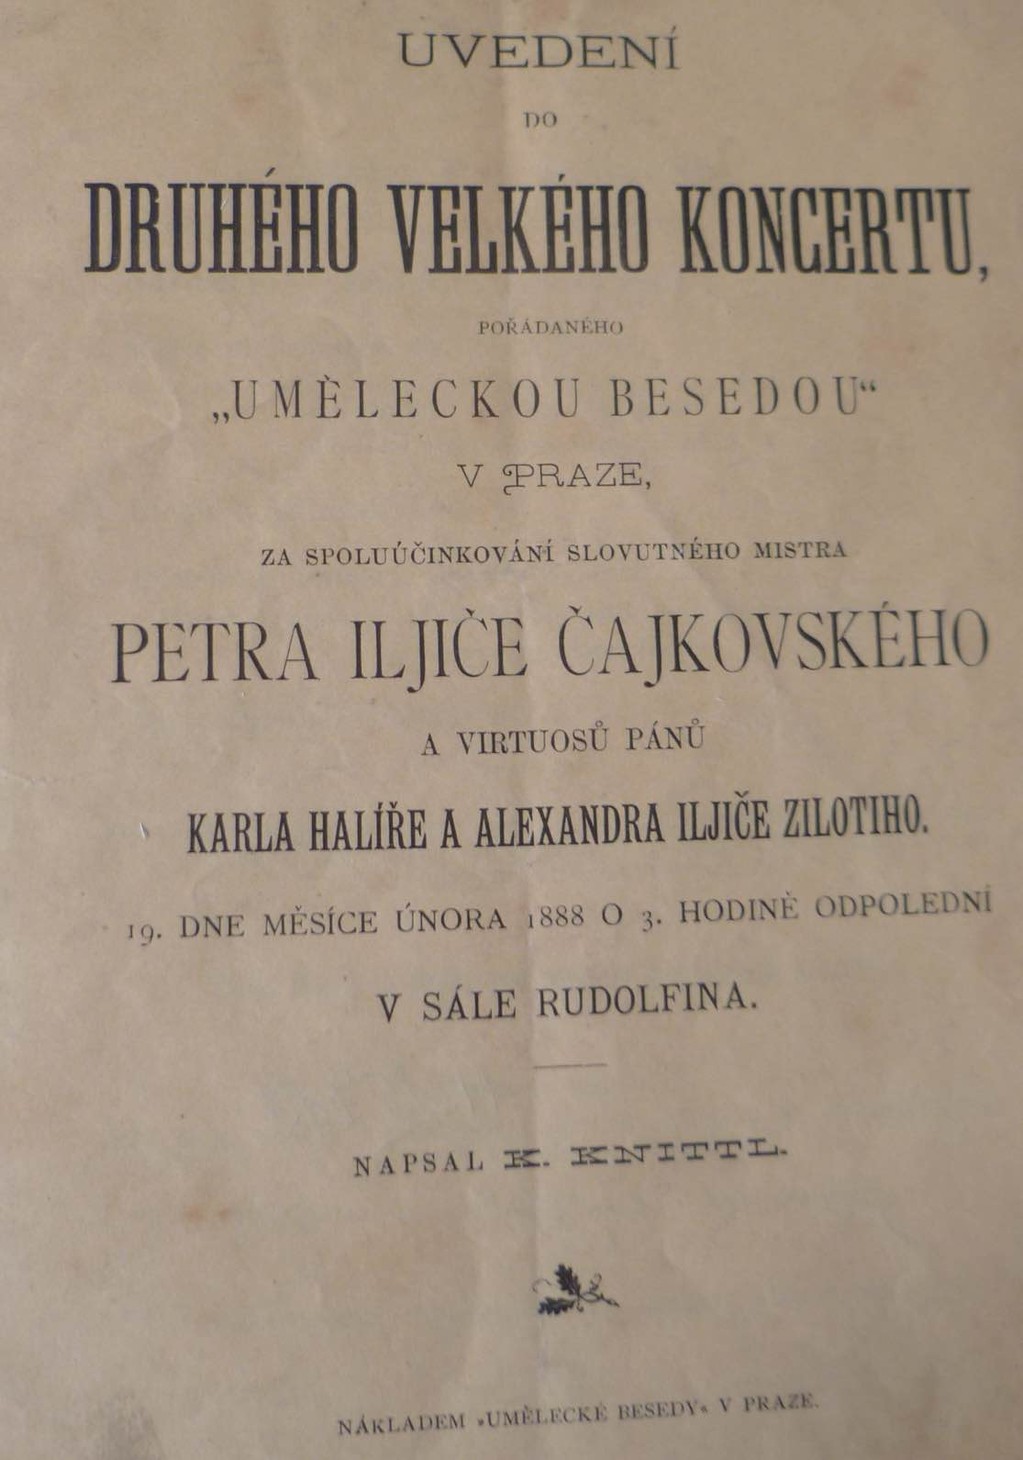 UVEDENÍ
DO
DRUHÉHO VELKÉHO KONCERTU,
POŘÁDANÉHO
„UMĚLECKOU BESEDOU“
V PRAZE,
ZA SPOLUÚČINKOVÁNÍ SLOVUTNÉHO MISTRA
PETRA ILJIČE ČAJKOVSKÉHO
A VIRTUOSŮ PÁNŮ
KARLA HALÍŘE A ALEXANDRA ILJIČE ZILOTIHO.
19. DNE MĚSÍCE ÚNORA 1888 O 3. HODINĚ ODPOLEDNÍ
V SÁLE RUDOLFINA.
NAPSAL K. KNITTL.
NÁKLADEM »UMĚLECKÉ BESEDY« V PRAZE.